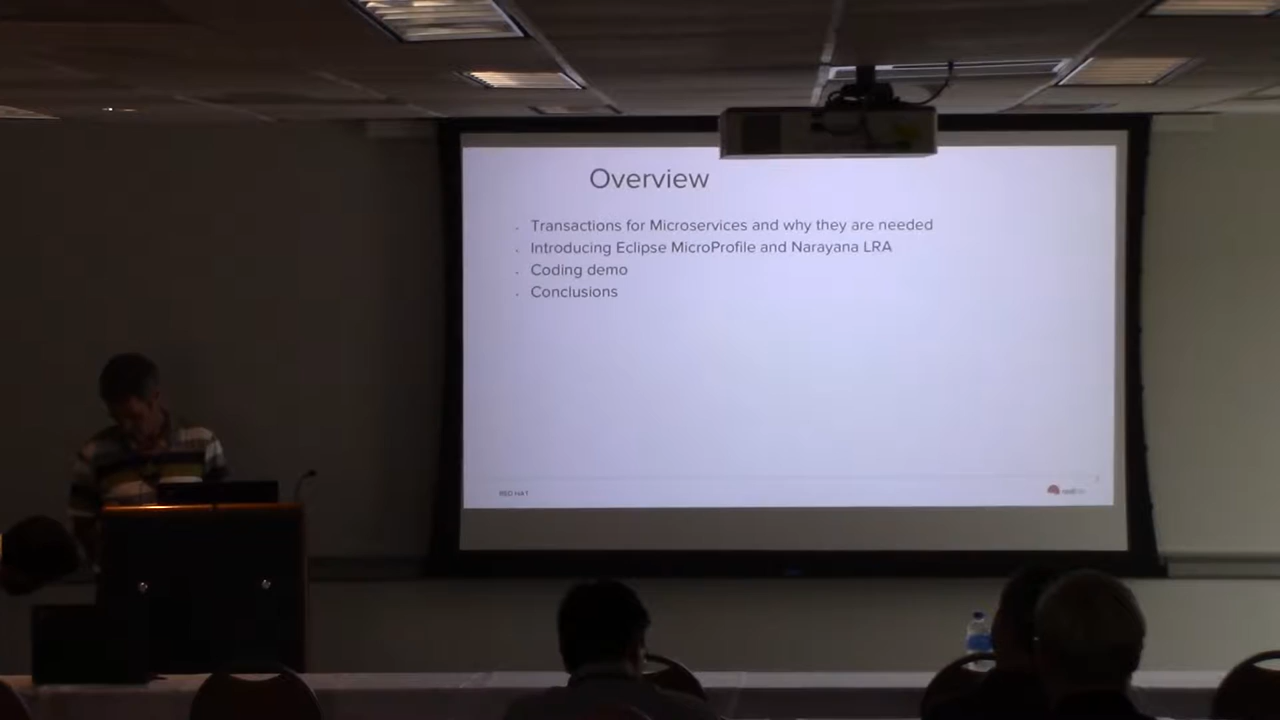 Overview
Transactions for Microservices and why they are needed
Introducing Eclipse MicroProfile and Narayana LRA
Coding demo
Conclusions
RED HAT